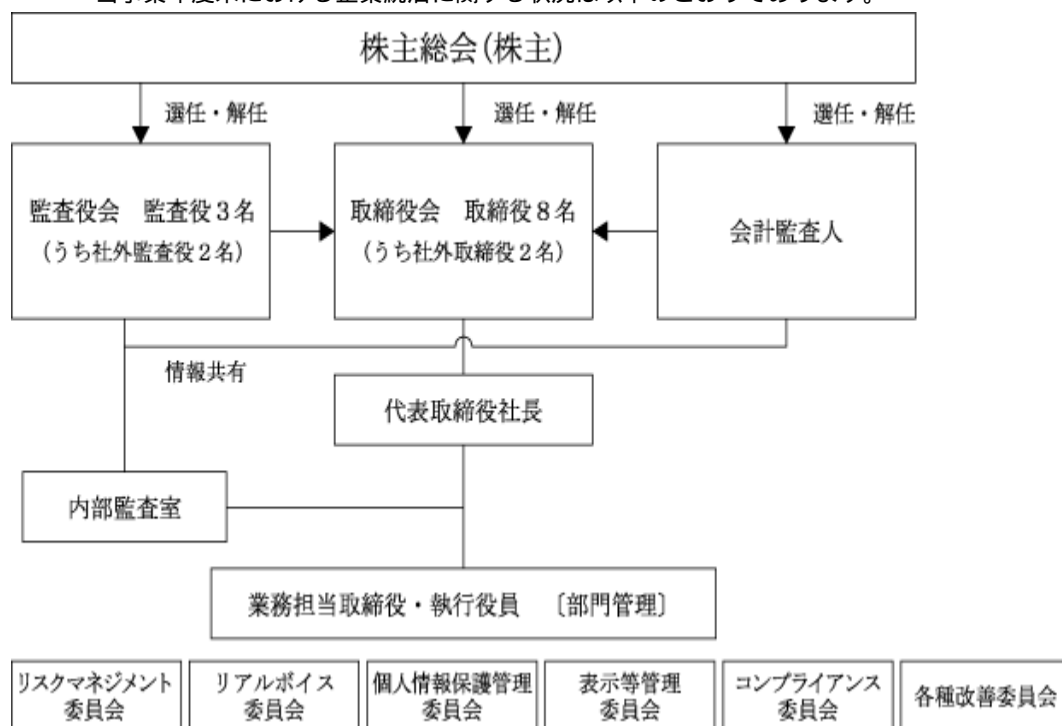 株主総会(株主)
選任・解任
選任・解任
選任・解任
監査役会　監査役3名
(うち社外監査役2名)
取締役会　取締役8名
(うち社外取締役2名)
会計監査人
情報共有
代表取締役社長
内部監査室
業務担当取締役・執行役員　〔部門管理〕
リスクマネジメント
委員会
リアルボイス
委員会
個人情報保護管理
委員会
表示等管理
委員会
コンプライアンス
委員会
各種改善委員会